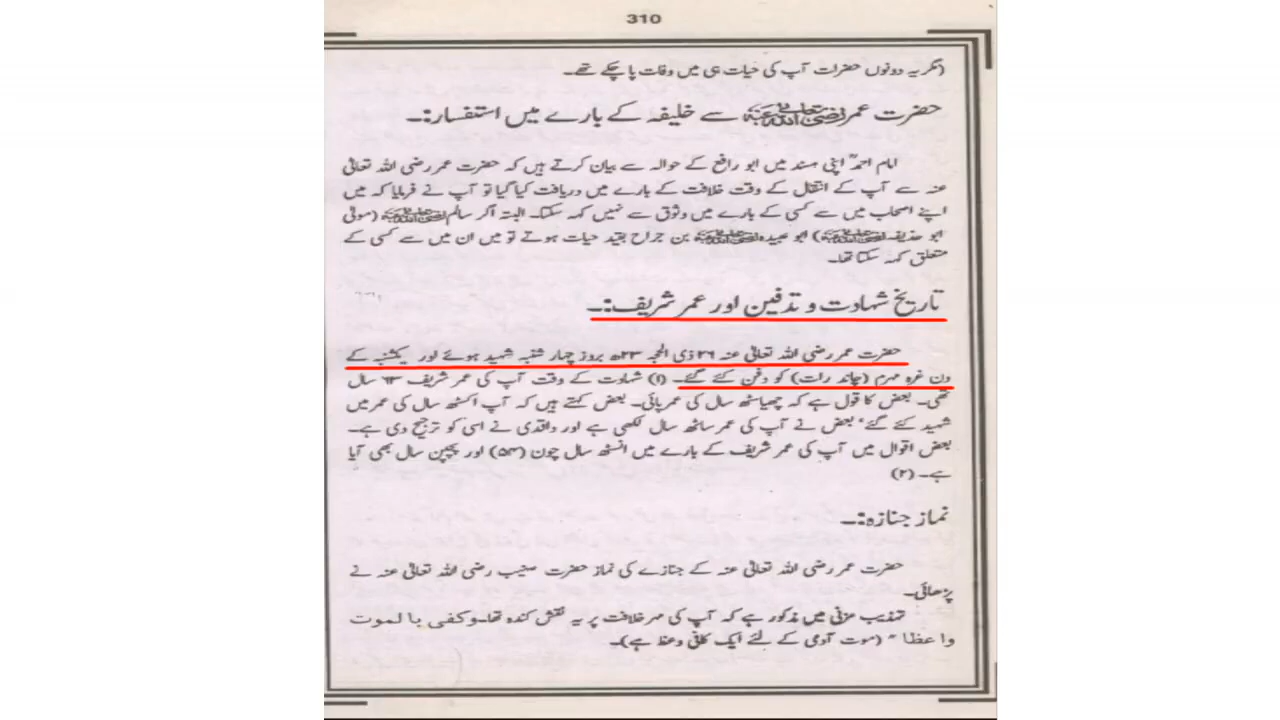 310
(مگر یہ دونوں حضرات آپ کی حیات ہی میں وفات پا چکے تھے۔
حضرت عمر رضی اللہ تعالیٰ عنہ سے خلیفہ کے بارے میں استفسار:۔
امام احمدؒ اپنی مسند میں ابو رافع کے حوالہ سے بیان کرتے ہیں کہ حضرت عمر رضی اللہ تعالیٰ
عنہ سے آپ کے انتقال کے وقت خلافت کے بارے میں دریافت کیا گیا تو آپ نے فرمایا کہ میں
اپنے اصحاب میں سے کسی کے بارے میں وثوق سے نہیں کہہ سکتا۔ البتہ اگر سالم رضی اللہ تعالیٰ عنہ (مولی
ابو حذیفہ رضی اللہ تعالیٰ عنہ) ابو عبیدہ رضی اللہ تعالیٰ عنہ بن جراح بقید حیات ہوتے تو میں ان میں سے کسی کے
متعلق کہہ سکتا تھا۔
تاریخ شہادت و تدفین اور عمر شریف:۔
حضرت عمر رضی اللہ تعالیٰ عنہ ۲۶ ذی الحجہ ۲۳ھ بروز چہار شنبہ شہید ہوئے اور یکشنبہ کے
دن غرہ محرم (چاند رات) کو دفن کئے گئے۔ (۱) شہادت کے وقت آپ کی عمر شریف ۶۳ سال
تھی۔ بعض کا قول ہے کہ چھیاسٹھ سال کی عمر پائی۔ بعض کہتے ہیں کہ آپ اکسٹھ سال کی عمر میں
شہید کئے گئے' بعض نے آپ کی عمر ساٹھ سال لکھی ہے اور واقدی نے اسی کو ترجیح دی ہے۔
بعض اقوال میں آپ کی عمر شریف کے بارے میں انسٹھ سال چون (۵۴) اور پچپن سال بھی آیا
ہے۔ (۲)
نماز جنازہ:۔
حضرت عمر رضی اللہ تعالیٰ عنہ کے جنازے کی نماز حضرت صہیب رضی اللہ تعالیٰ عنہ نے
پڑھائی۔
تہذیب مزنی میں مذکور ہے کہ آپ کی مہر خلافت پر یہ نقش کندہ تھا۔ وکفی بالموت
واعظا" (موت آدمی کے لئے ایک کافی وعظ ہے)۔